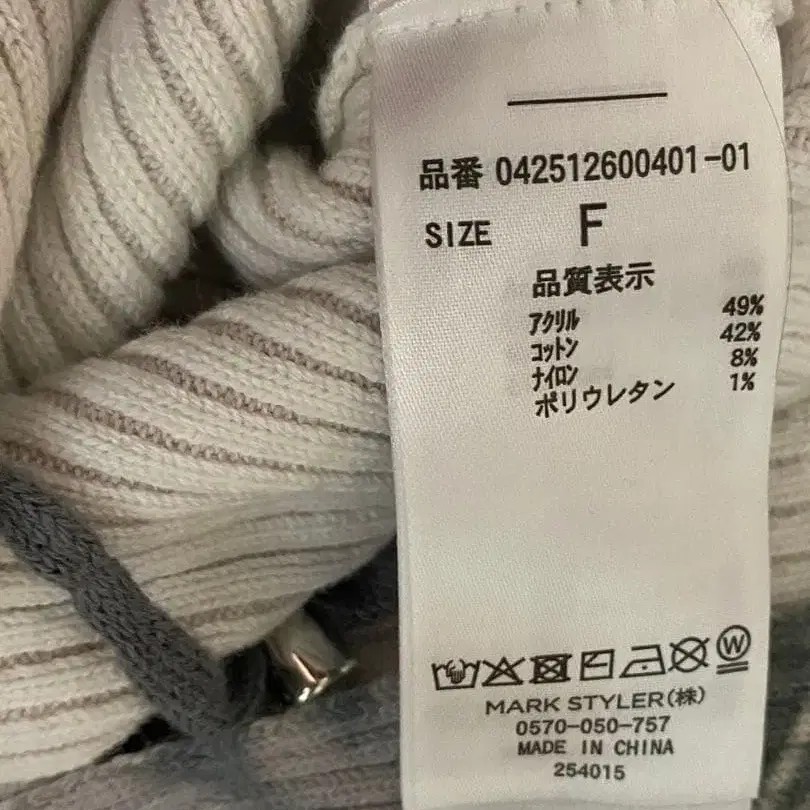 品番 042512600401-01
SIZE F
品質表示
アクリル 49%
コットン 42%
ナイロン 8%
ポリウレタン 1%
W
MARK STYLER(株)
0570-050-757
MADE IN CHINA
254015